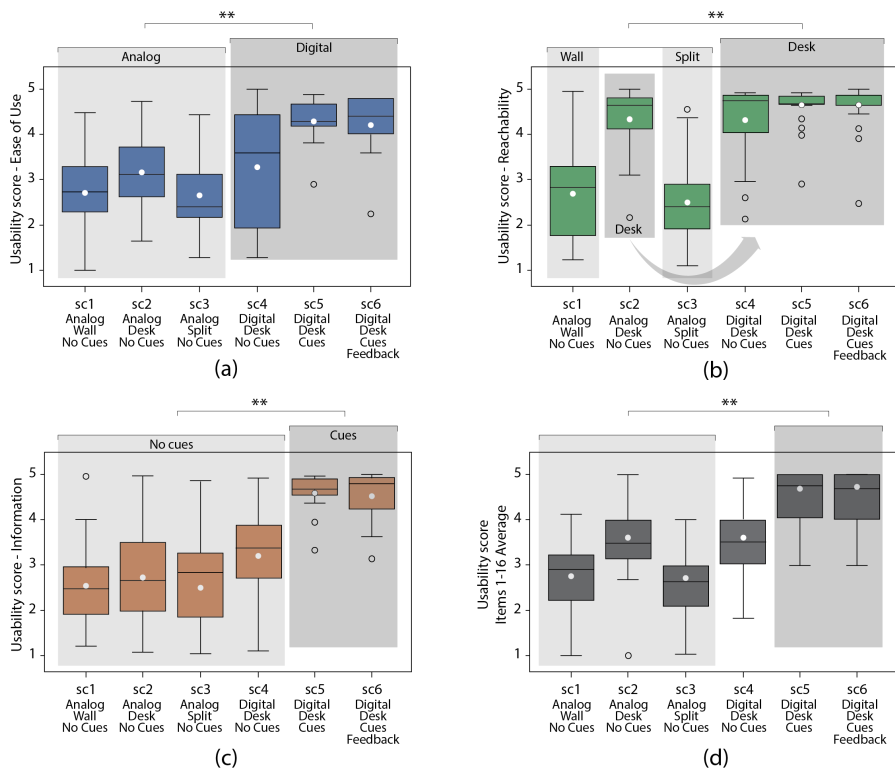 **
Analog
Digital
Usability score - Ease of Use
5
4
3
2
1
sc1
Analog
Wall
No Cues
sc2
Analog
Desk
No Cues
sc3
Analog
Split
No Cues
sc4
Digital
Desk
No Cues
sc5
Digital
Desk
Cues
sc6
Digital
Desk
Cues
Feedback
(a)
**
Wall
Split
Desk
Desk
Usability score - Reachability
5
4
3
2
1
sc1
Analog
Wall
No Cues
sc2
Analog
Desk
No Cues
sc3
Analog
Split
No Cues
sc4
Digital
Desk
No Cues
sc5
Digital
Desk
Cues
sc6
Digital
Desk
Cues
Feedback
(b)
**
No cues
Cues
Usability score - Information
5
4
3
2
1
sc1
Analog
Wall
No Cues
sc2
Analog
Desk
No Cues
sc3
Analog
Split
No Cues
sc4
Digital
Desk
No Cues
sc5
Digital
Desk
Cues
sc6
Digital
Desk
Cues
Feedback
(c)
**
Usability score
Items 1-16 Average
5
4
3
2
1
sc1
Analog
Wall
No Cues
sc2
Analog
Desk
No Cues
sc3
Analog
Split
No Cues
sc4
Digital
Desk
No Cues
sc5
Digital
Desk
Cues
sc6
Digital
Desk
Cues
Feedback
(d)